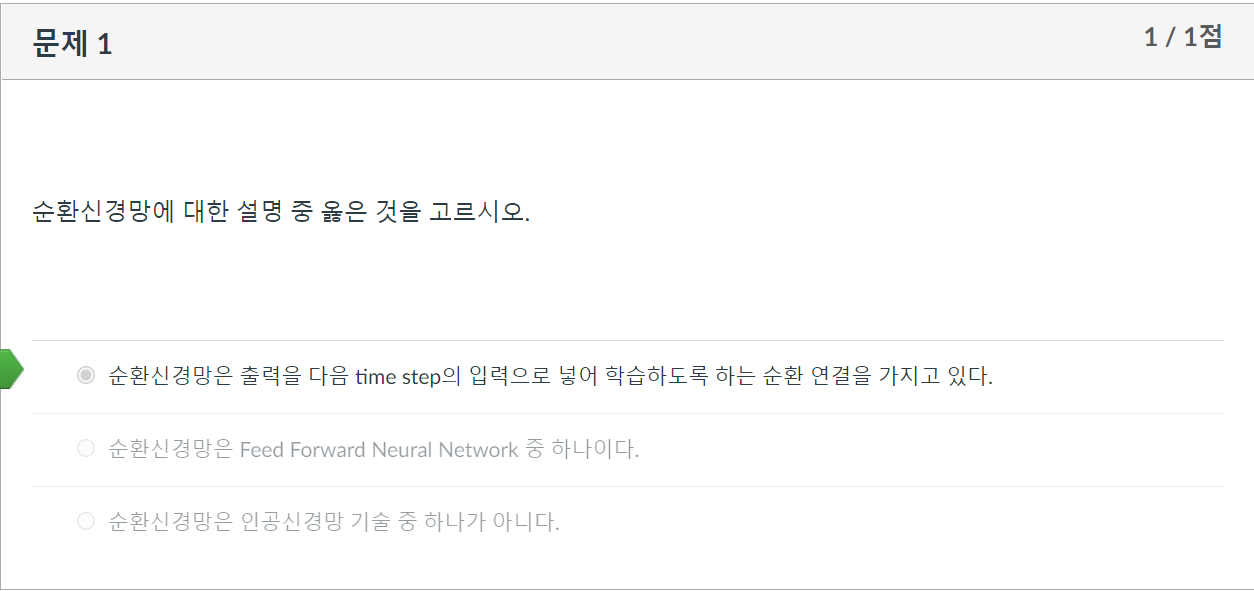 문제 1
1 / 1점
순환신경망에 대한 설명 중 옳은 것을 고르시오.
순환신경망은 출력을 다음 time step의 입력으로 넣어 학습하도록 하는 순환 연결을 가지고 있다.
순환신경망은 Feed Forward Neural Network 중 하나이다.
순환신경망은 인공신경망 기술 중 하나가 아니다.